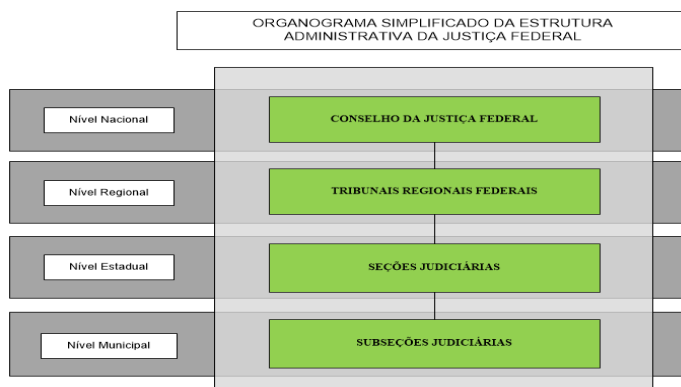 ORGANOGRAMA SIMPLIFICADO DA ESTRUTURA
ADMINISTRATIVA DA JUSTIÇA FEDERAL
Nível Nacional
CONSELHO DA JUSTIÇA FEDERAL
Nível Regional
TRIBUNAIS REGIONAIS FEDERAIS
Nível Estadual
SEÇÕES JUDICIÁRIAS
Nível Municipal
SUBSEÇÕES JUDICIÁRIAS